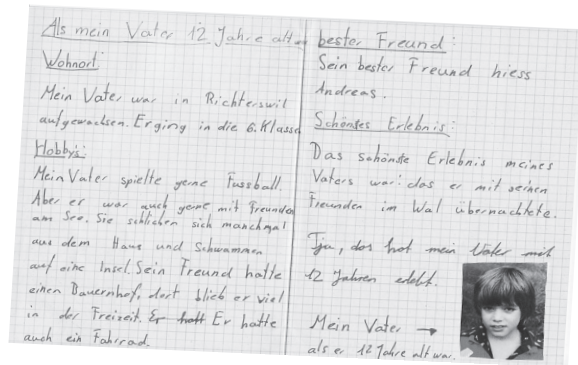 Als mein Vater 12 Jahre alt
Wohnort:
Mein Vater war in Richterswil
aufgewachsen. Er ging in die 6. Klasse
Hobby's:
Mein Vater spielte gerne Fussball.
Aber er war auch gerne mit Freunden
am See. Sie schlichen sich manchmal
aus dem Haus und Schwammen
auf eine Insel. Sein Freund hatte
einen Bauernhof, dort blieb er viel
in der Freizeit. Er hatt Er hatte
auch ein Fahrrad.
bester Freund:
Sein bester Freund hiess
Andreas.
Schönstes Erlebnis:
Das schönste Erlebnis meines
Vaters war: das er mit seinen
Freunden im Wal übernachtete.
Tja, das hat mein Vater mit
12 Jahren erlebt.
Mein Vater →
als er 12 Jahre alt war.